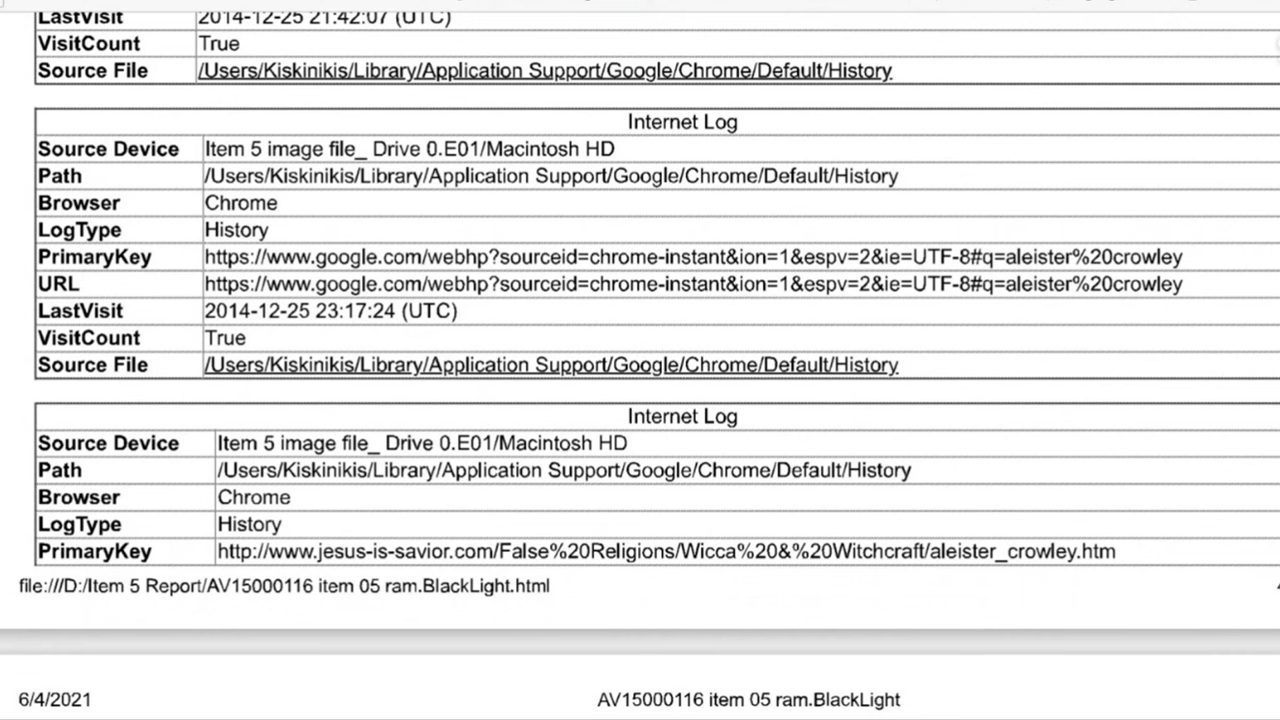 LastVisit 2014-12-25 21:42:07 (UTC)
VisitCount True
Source File /Users/Kiskinikis/Library/Application Support/Google/Chrome/Default/History
Internet Log
Source Device Item 5 image file_ Drive 0.E01/Macintosh HD
Path /Users/Kiskinikis/Library/Application Support/Google/Chrome/Default/History
Browser Chrome
LogType History
PrimaryKey https://www.google.com/webhp?sourceid=chrome-instant&ion=1&espv=2&ie=UTF-8#q=aleister%20crowley
URL https://www.google.com/webhp?sourceid=chrome-instant&ion=1&espv=2&ie=UTF-8#q=aleister%20crowley
LastVisit 2014-12-25 23:17:24 (UTC)
VisitCount True
Source File /Users/Kiskinikis/Library/Application Support/Google/Chrome/Default/History
Internet Log
Source Device Item 5 image file_ Drive 0.E01/Macintosh HD
Path /Users/Kiskinikis/Library/Application Support/Google/Chrome/Default/History
Browser Chrome
LogType History
PrimaryKey http://www.jesus-is-savior.com/False%20Religions/Wicca%20&%20Witchcraft/aleister_crowley.htm
file:///D:/Item 5 Report/AV15000116 item 05 ram.BlackLight.html
6/4/2021 AV15000116 item 05 ram.BlackLight